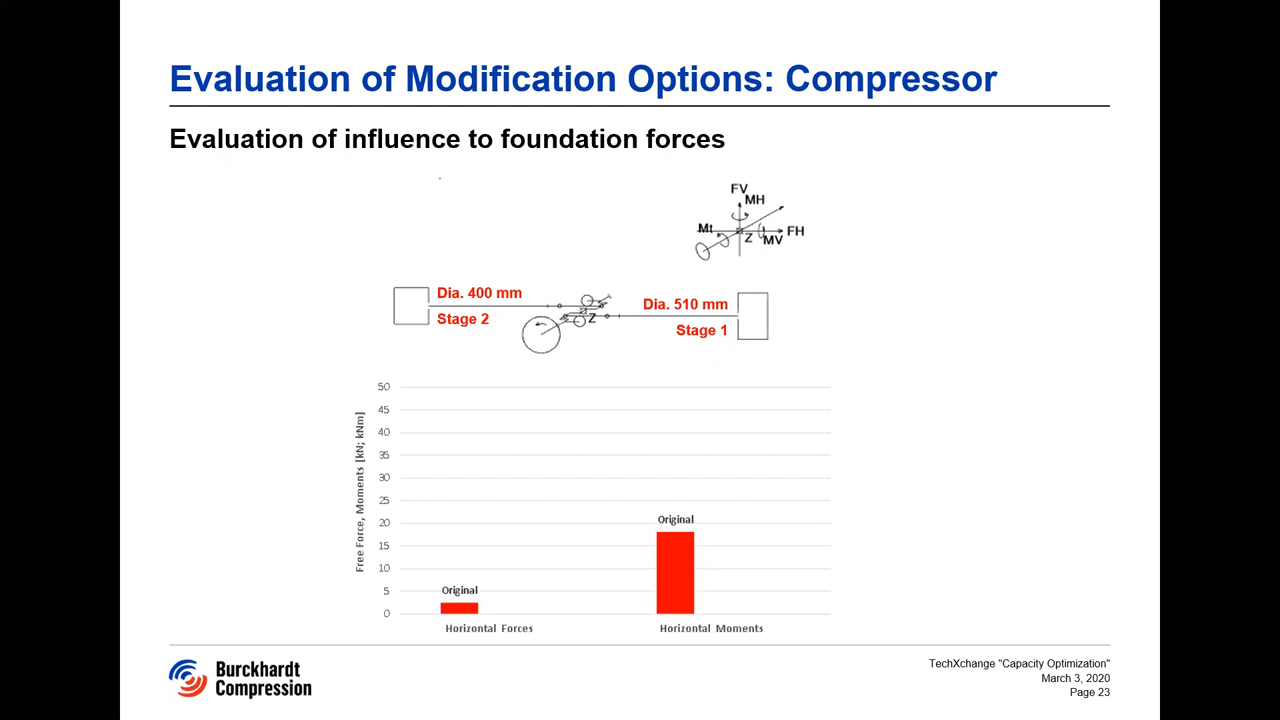 Evaluation of Modification Options: Compressor
Evaluation of influence to foundation forces
FV
MH
Mt
FH
Z
MV
Dia. 400 mm
Stage 2
Z
Dia. 510 mm
Stage 1
Free Force, Moments [kN; kNm]
50
45
40
35
30
25
20
15
10
5
0
Original
Original
Horizontal Forces
Horizontal Moments
Burckhardt
Compression
TechXchange "Capacity Optimization"
March 3, 2020
Page 23